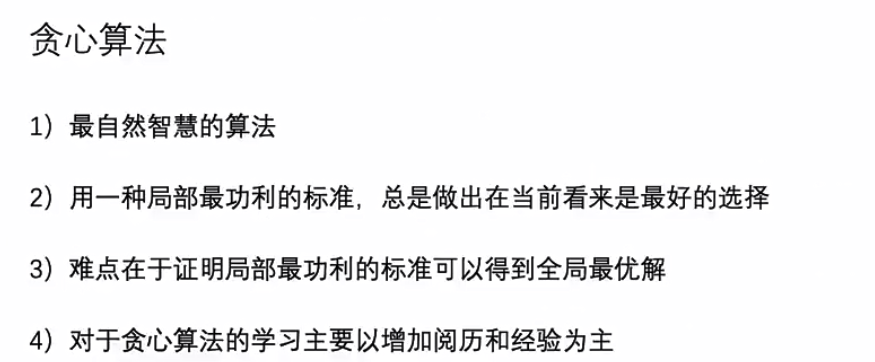 贪心算法
1）最自然智慧的算法
2）用一种局部最功利的标准，总是做出在当前看来是最好的选择
3）难点在于证明局部最功利的标准可以得到全局最优解
4）对于贪心算法的学习主要以增加阅历和经验为主